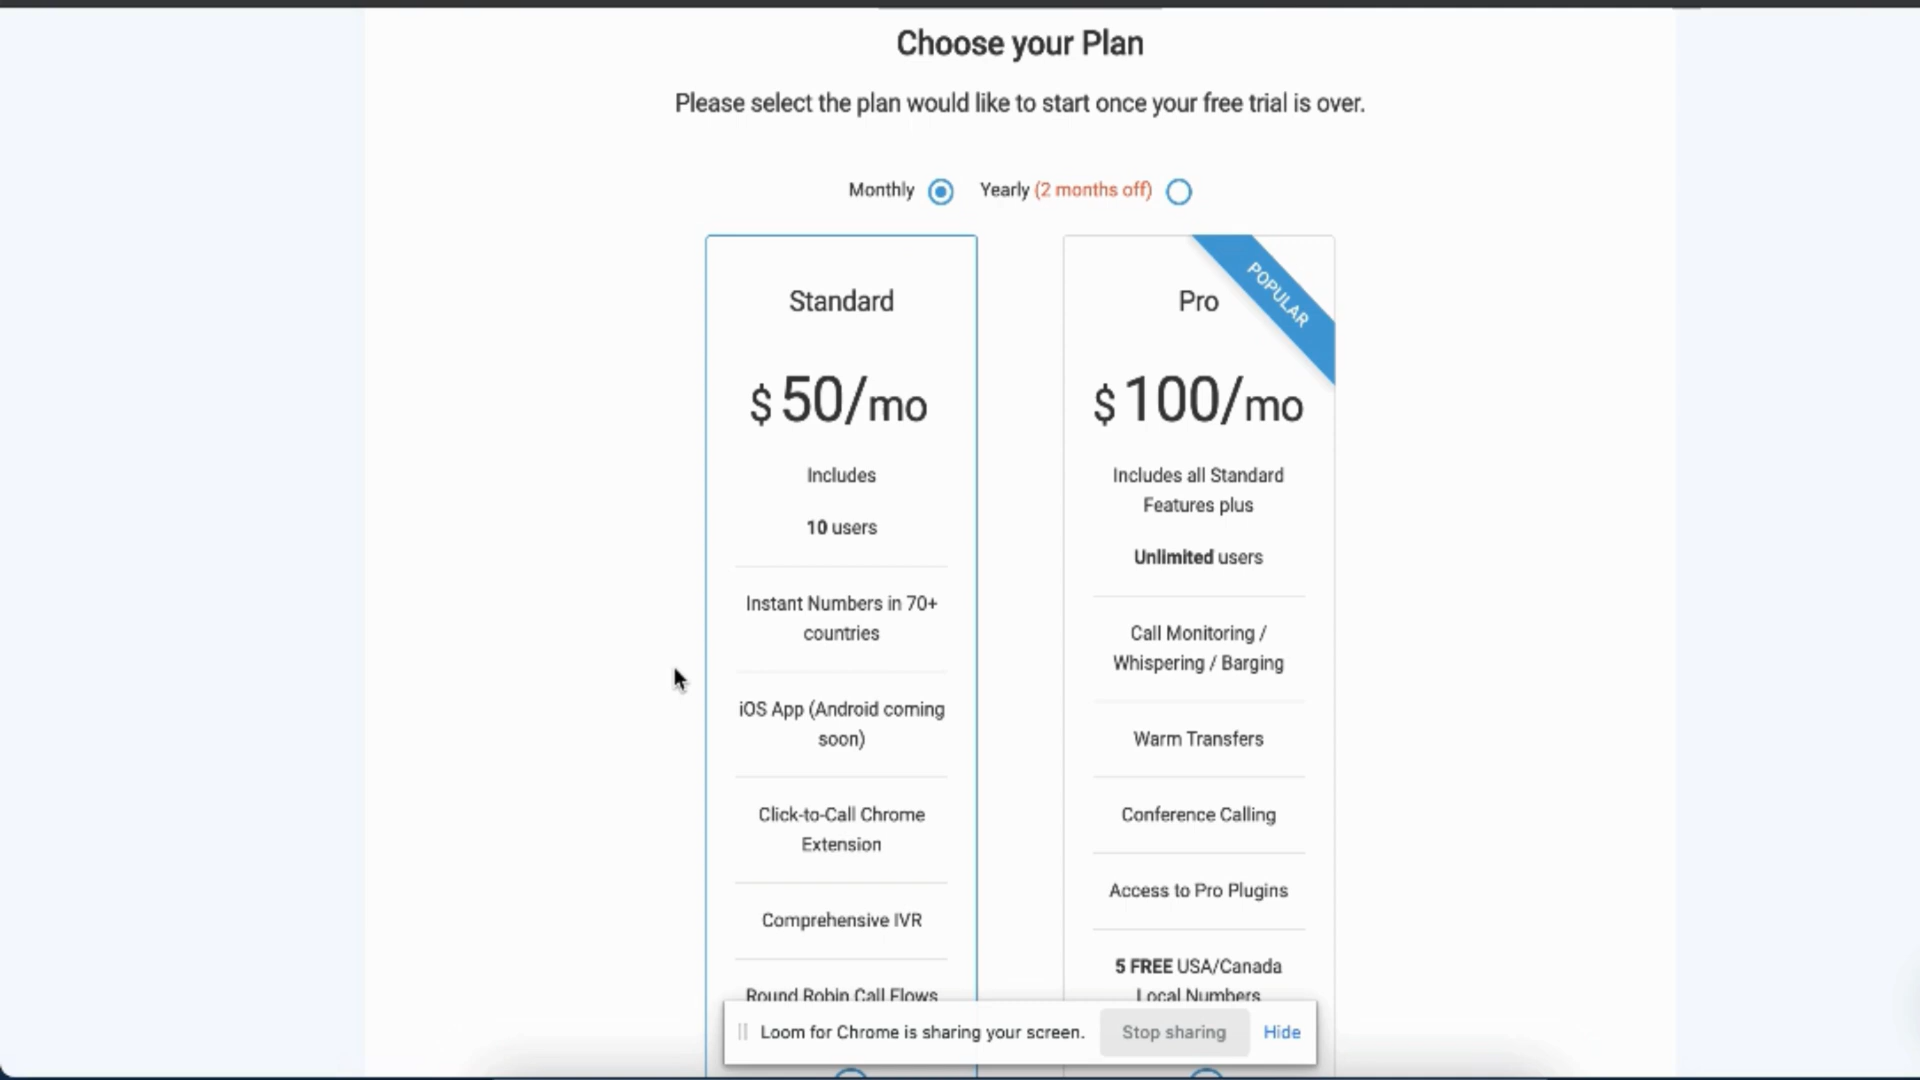 Choose your Plan
Please select the plan would like to start once your free trial is over.
Monthly Yearly (2 months off)
Standard
$ 50/mo
Includes
10 users
Instant Numbers in 70+
countries
iOS App (Android coming
soon)
Click-to-Call Chrome
Extension
Comprehensive IVR
Round Robin Call Flows
POPULAR
Pro
$ 100/mo
Includes all Standard
Features plus
Unlimited users
Call Monitoring /
Whispering / Barging
Warm Transfers
Conference Calling
Access to Pro Plugins
5 FREE USA/Canada
Local Numbers
Loom for Chrome is sharing your screen. Stop sharing Hide